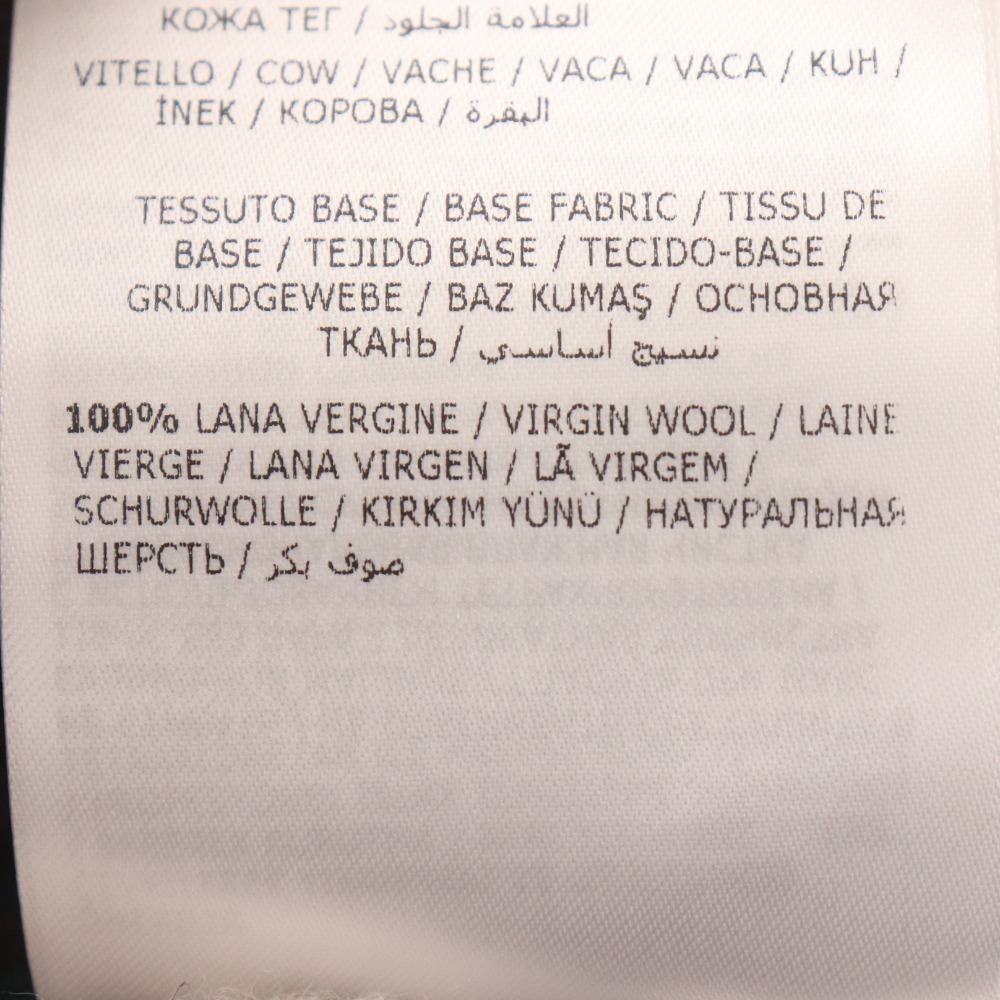 КОЖА ТЕГ / العلامة الجلود
VITELLO / COW / VACHE / VACA / VACA / KUH /
İNEK / КОРОВА / البقرة
TESSUTO BASE / BASE FABRIC / TISSU DE
BASE / TEJIDO BASE / TECIDO-BASE /
GRUNDGEWEBE / BAZ KUMAŞ / ОСНОВНАЯ
ТКАНЬ / نسيج أساسي
100% LANA VERGINE / VIRGIN WOOL / LAINE
VIERGE / LANA VIRGEN / LÃ VIRGEM /
SCHURWOLLE / KIRKIM YÜNÜ / НАТУРАЛЬНАЯ
ШЕРСТЬ / صوف بكر